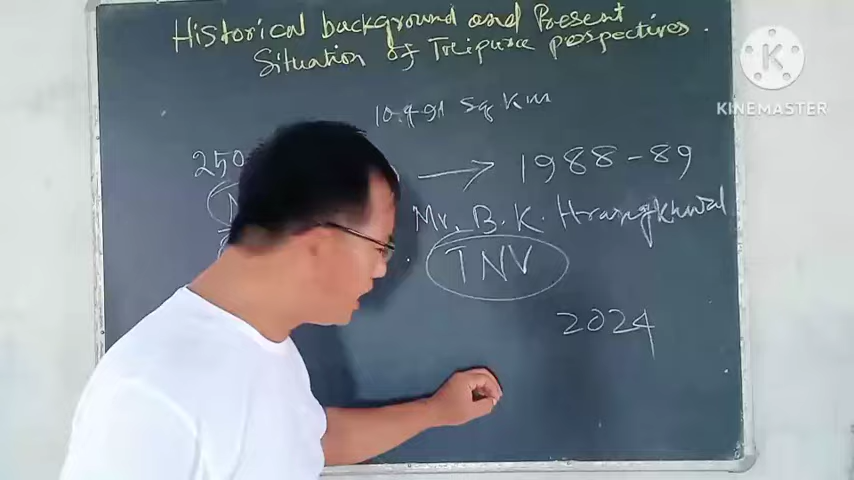 Historical background and Present
Situation of Treipura perspectives.
K
KINEMASTER
10.491 Sq Km
250
→ 1988-89
Mr. B.K. Hrangkhwal
TNV
2024